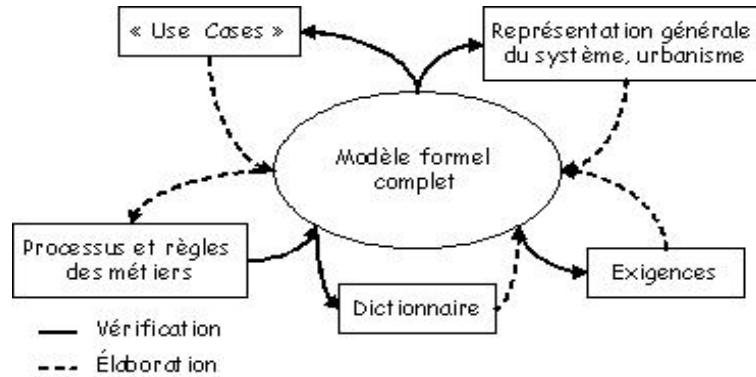 « Use Cases »
Représentation générale
du système, urbanisme
Modèle formel
complet
Processus et règles
des métiers
Dictionnaire
Exigences
Vérification
Élaboration